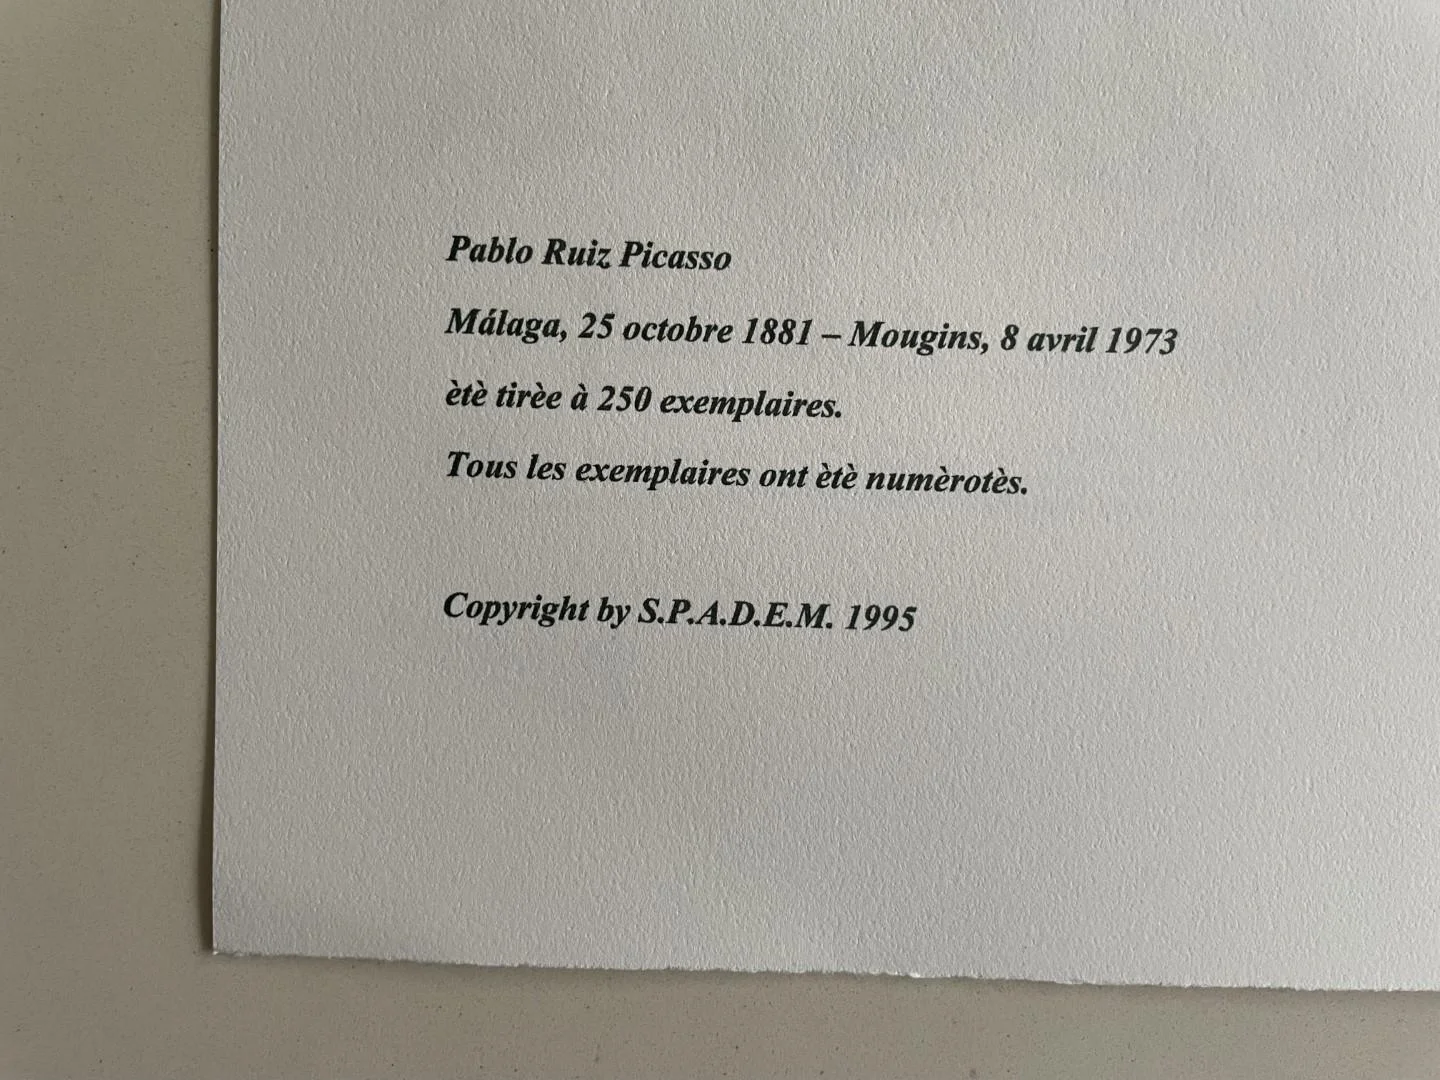 Pablo Ruiz Picasso
Málaga, 25 octobre 1881 – Mougins, 8 avril 1973
ètè tirèe à 250 exemplaires.
Tous les exemplaires ont ètè numèrotès.
Copyright by S.P.A.D.E.M. 1995